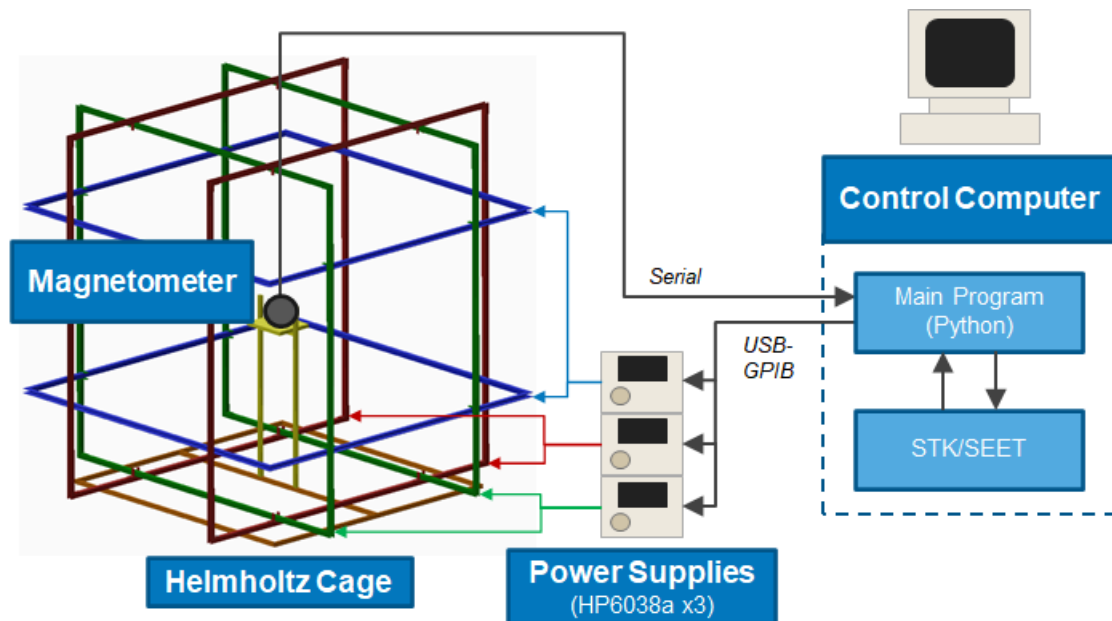 Control Computer
Magnetometer
Serial
Main Program
(Python)
USB-
GPIB
STK/SEET
Helmholtz Cage
Power Supplies
(HP6038a x3)